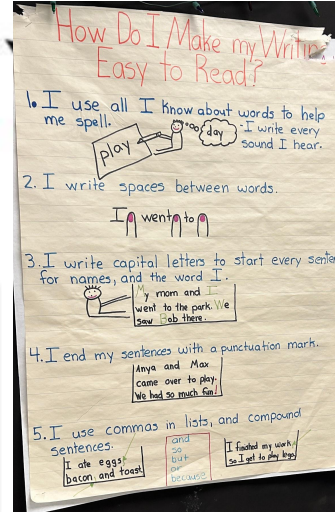 How Do I Make my Writing
Easy to Read?
1. I use all I know about words to help
me spell.
play
day
-I write every
sound I hear.
2. I write spaces between words.
I went to
3. I write capital letters to start every
for names, and the word I.
My mom and I
went to the park. We
saw Bob there.
4. I end my sentences with a punctuation mark.
Anya and Max
came over to play.
We had so much fun!
5. I use commas in lists, and compound
sentences.
I ate eggs,
bacon, and toast
and
so
but
or
because
I finished my work,
so I get to play lego.